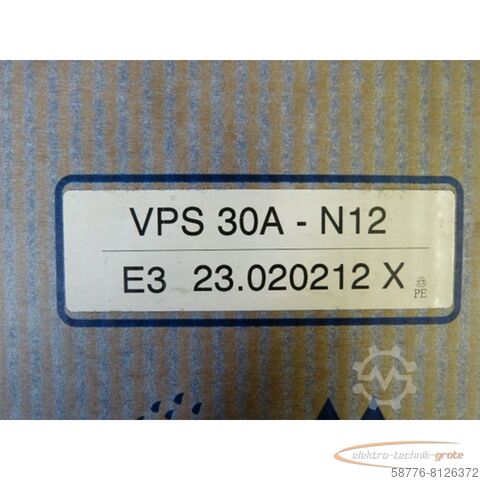 VPS 30A - N12
E3 23.020212 X
PE
elektro-technik-grote
58776-8126372